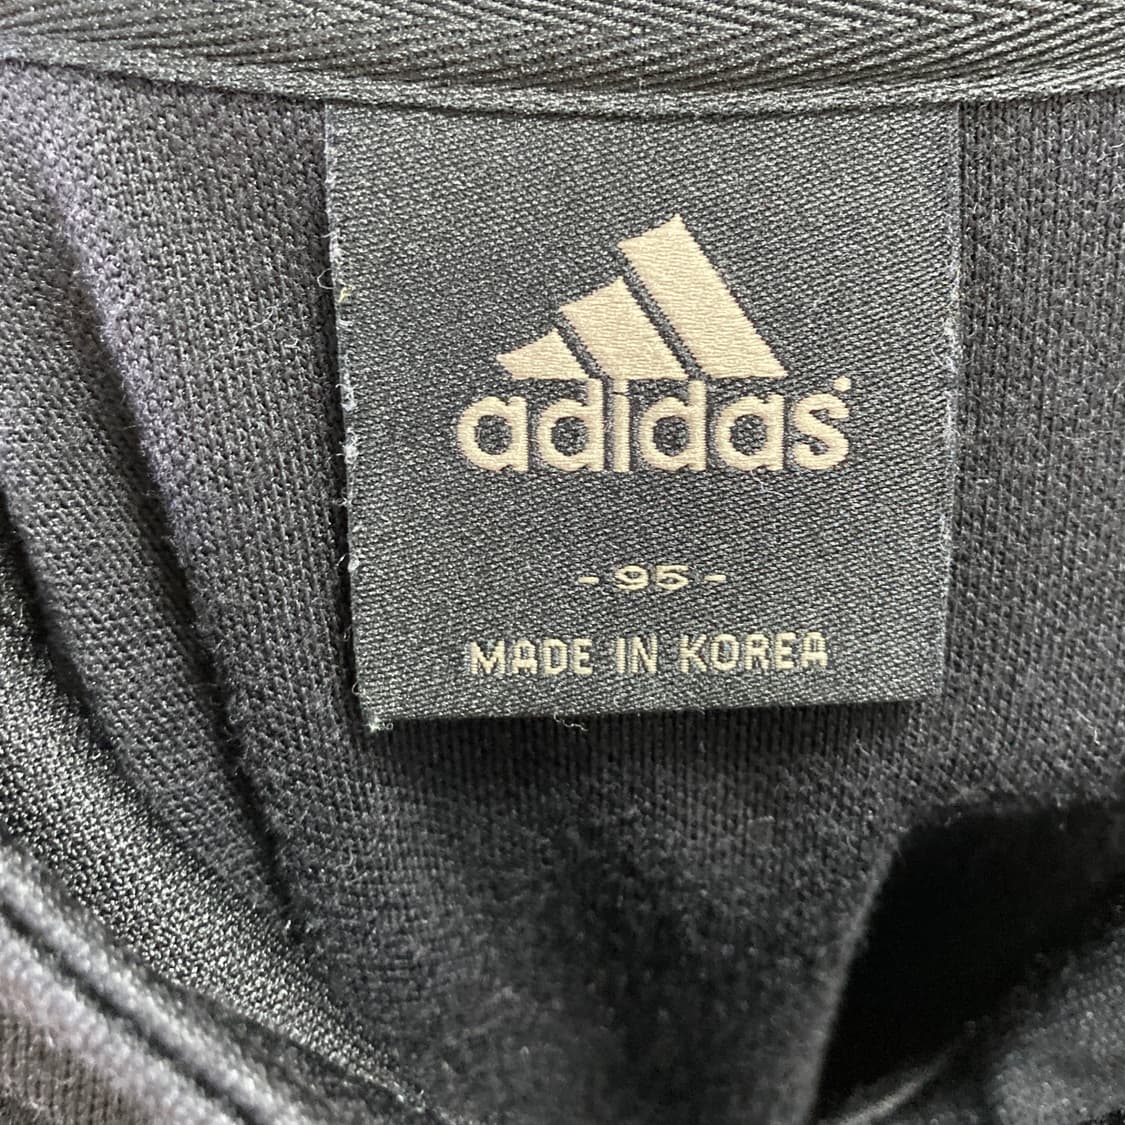 adidas
- 95 -
MADE IN KOREA